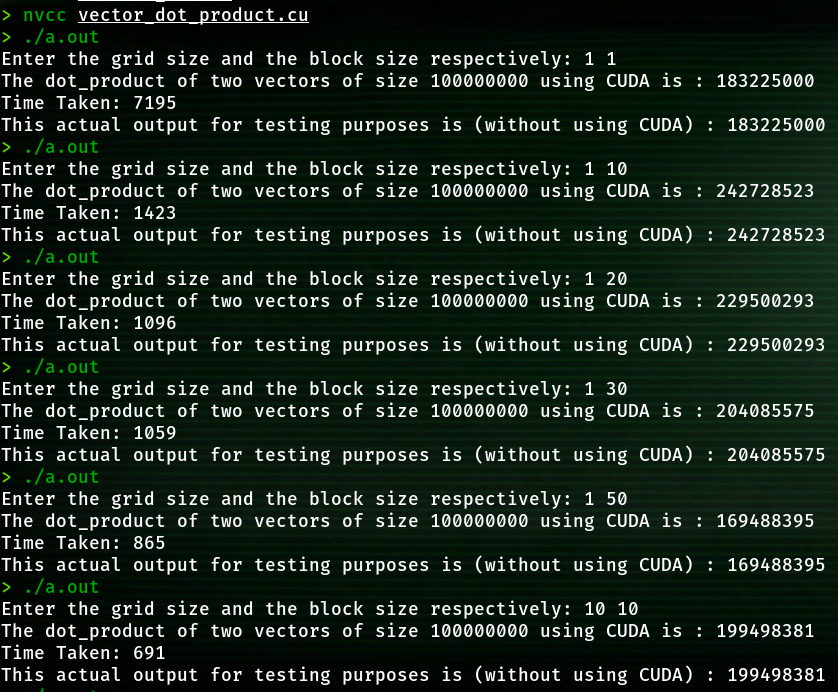 > nvcc vector_dot_product.cu
> ./a.out
Enter the grid size and the block size respectively: 1 1
The dot_product of two vectors of size 100000000 using CUDA is : 183225000
Time Taken: 7195
This actual output for testing purposes is (without using CUDA) : 183225000
> ./a.out
Enter the grid size and the block size respectively: 1 10
The dot_product of two vectors of size 100000000 using CUDA is : 242728523
Time Taken: 1423
This actual output for testing purposes is (without using CUDA) : 242728523
> ./a.out
Enter the grid size and the block size respectively: 1 20
The dot_product of two vectors of size 100000000 using CUDA is : 229500293
Time Taken: 1096
This actual output for testing purposes is (without using CUDA) : 229500293
> ./a.out
Enter the grid size and the block size respectively: 1 30
The dot_product of two vectors of size 100000000 using CUDA is : 204085575
Time Taken: 1059
This actual output for testing purposes is (without using CUDA) : 204085575
> ./a.out
Enter the grid size and the block size respectively: 1 50
The dot_product of two vectors of size 100000000 using CUDA is : 169488395
Time Taken: 865
This actual output for testing purposes is (without using CUDA) : 169488395
> ./a.out
Enter the grid size and the block size respectively: 10 10
The dot_product of two vectors of size 100000000 using CUDA is : 199498381
Time Taken: 691
This actual output for testing purposes is (without using CUDA) : 199498381